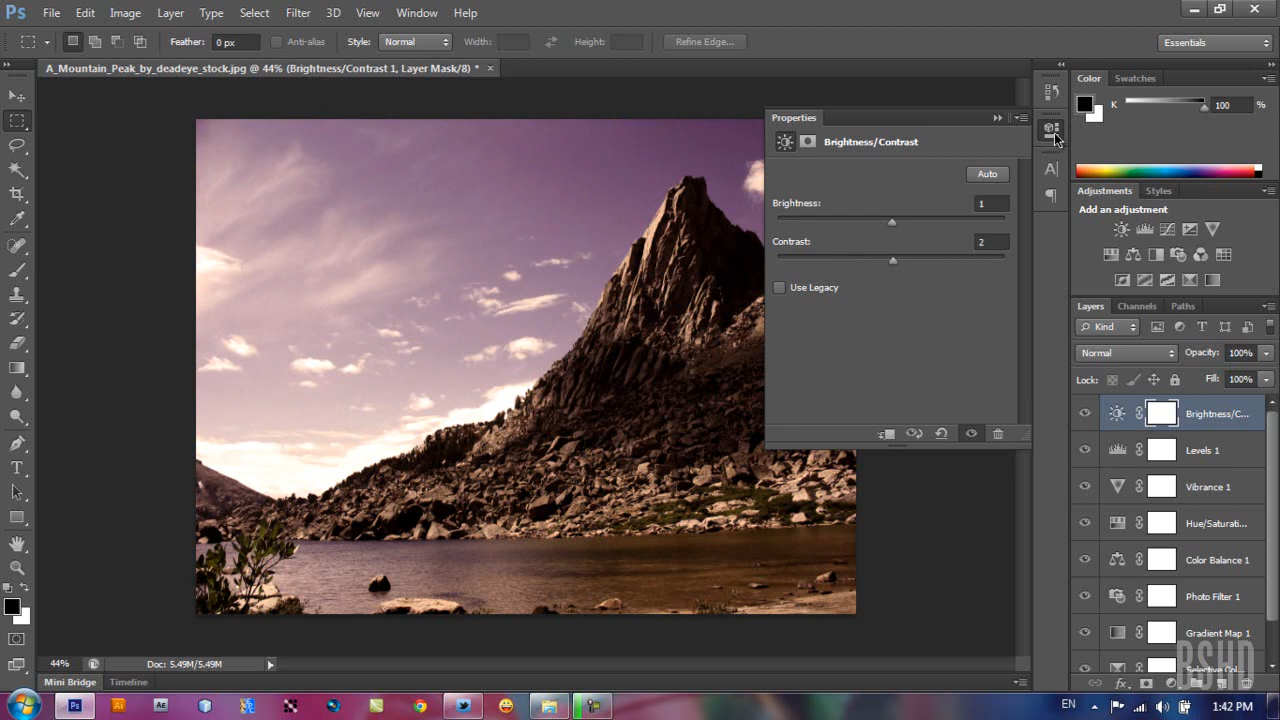 Ps File Edit Image Layer Type Select Filter 3D View Window Help
Feather: 0 px Anti-alias Style: Normal Width: Height: Refine Edge... Essentials
A_Mountain_Peak_by_deadeye_stock.jpg @ 44% (Brightness/Contrast 1, Layer Mask/8) *
Color Swatches
K 100 %
Properties
Brightness/Contrast
Auto
Brightness: 1
Contrast: 2
Use Legacy
Adjustments Styles
Add an adjustment
Layers Channels Paths
Kind
Normal Opacity: 100%
Lock: Fill: 100%
Brightness/C...
Levels 1
Vibrance 1
Hue/Saturati...
Color Balance 1
Photo Filter 1
Gradient Map 1
Selective Col...
BSHD
44% Doc: 5.49M/5.49M
Mini Bridge Timeline
Ps Ai Ae EN 1:42 PM